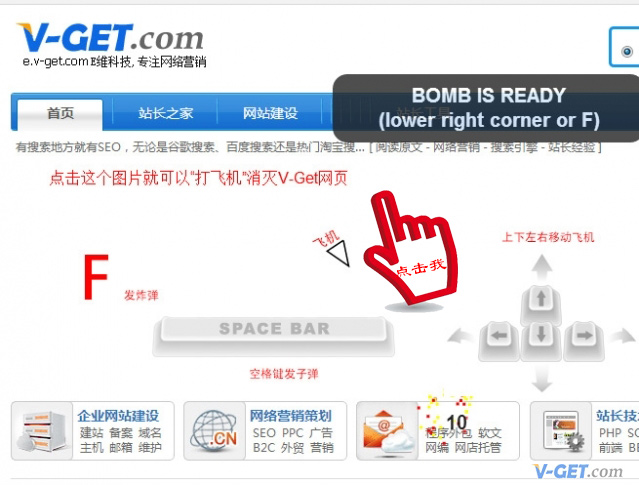 V-GET.com
e.v-get.com 维科技, 专注网络营销
BOMB IS READY
(lower right corner or F)
首页 站长之家 网站建设 站长工具
有搜索地方就有SEO，无论是谷歌搜索、百度搜索还是热门淘宝搜... [ 阅读原文 - 网络营销 - 搜索引擎 - 站长经验 ]
点击这个图片就可以"打飞机"消灭V-Get网页
飞机
点击我
上下左右移动飞机
F
发炸弹
SPACE BAR
空格键发子弹
企业网站建设
建站 备案 域名
主机 邮箱 维护
.CN
网络营销策划
SEO PPC 广告
B2C 外贸 营销
@
10
程序外包 软文
网编 网店托管
站长技
PHP
前端
V-GET.com